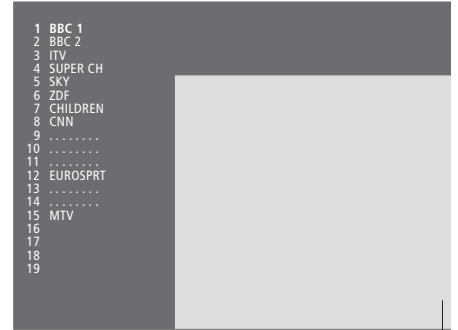 1 BBC 1
2 BBC 2
3 ITV
4 SUPER CH
5 SKY
6 ZDF
7 CHILDREN
8 CNN
9 ........
10 ........
11 ........
12 EUROSPRT
13 ........
14 ........
15 MTV
16
17
18
19